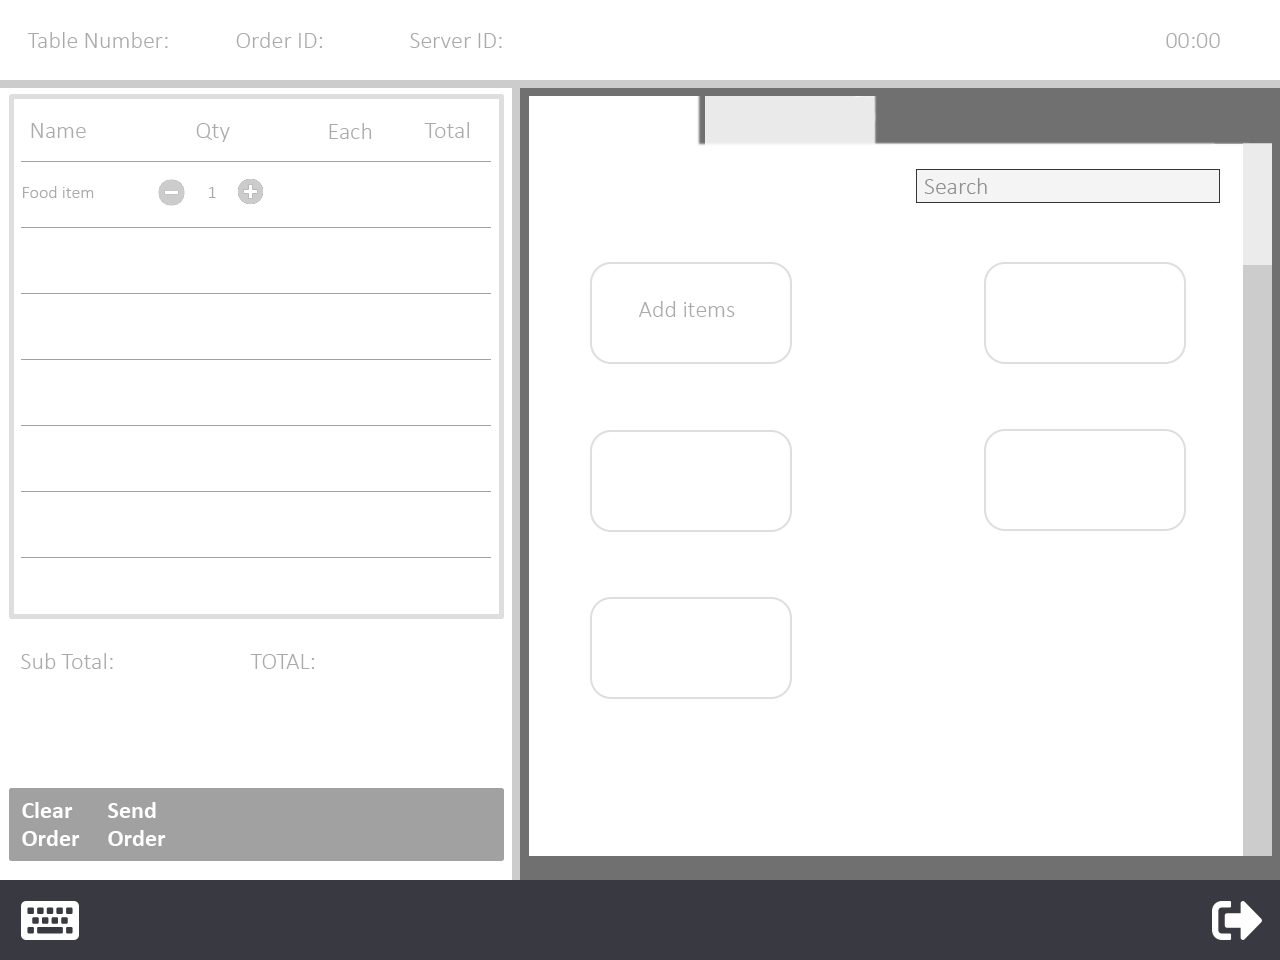 Table Number: Order ID: Server ID: 00:00
Name Qty Each Total
Food item 1
Search
Add items
Sub Total: TOTAL:
Clear Order
Send Order